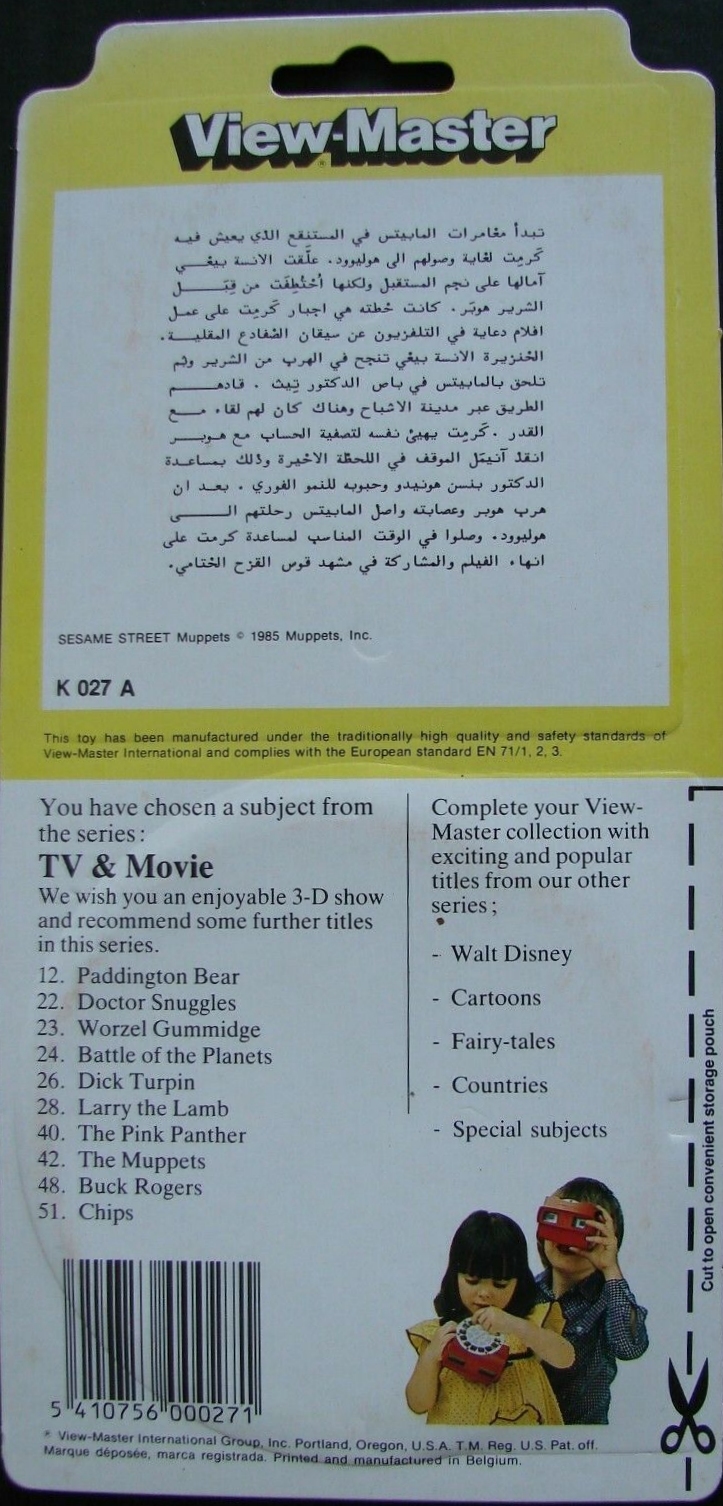 View-Master
®
تبدأ مغامرات المابيتس في المستنقع الذي يعيش فيه
كَرمِت لغاية وصولهم الى هوليوود. علّقت الانسة بيغي
آمالها على نجم المستقبل ولكنها أختُطِفَت من قِبَل
الشرير هوبَر. كانت خطته هي اجبار كَرمِت على عمل
افلام دعاية في التلفزيون عن سيقان الضفادع المقلية.
الخنزيرة الانسة بيغي تنجح في الهرب من الشرير ولم
تلحق بالمابيتس في باص الدكتور تِيث . قادهم
الطريق عبر مدينة الاشباح وهناك كان لهم لقاء مع
القدر . كَرمِت يهيئ نفسه لتصفية الحساب مع هوبر
انقذ آنيمَل الموقف في اللحظة الاخيرة وذلك بمساعدة
الدكتور بنسن هونيدو وحبوبه للنمو الفوري . بعد ان
هرب هوبر وعصابته واصل المابيتس رحلتهم الى
هوليوود. وصلوا في الوقت المناسب لمساعدة كرمت على
انهاء الفيلم والمشاركة في مشهد قوس القزح الختامي.
SESAME STREET Muppets © 1985 Muppets, Inc.
K 027 A
This toy has been manufactured under the traditionally high quality and safety standards of
View-Master International and complies with the European standard EN 71/1, 2, 3.
You have chosen a subject from
the series:
TV & Movie
We wish you an enjoyable 3-D show
and recommend some further titles
in this series.
12. Paddington Bear
22. Doctor Snuggles
23. Worzel Gummidge
24. Battle of the Planets
26. Dick Turpin
28. Larry the Lamb
40. The Pink Panther
42. The Muppets
48. Buck Rogers
51. Chips
Complete your View-
Master collection with
exciting and popular
titles from our other
series;
- Walt Disney
- Cartoons
- Fairy-tales
- Countries
- Special subjects
Cut to open convenient storage pouch
5 410756 000271
* View-Master International Group, Inc. Portland, Oregon, U.S.A. T.M. Reg. U.S. Pat. off.
Marque déposée, marca registrada. Printed and manufactured in Belgium.